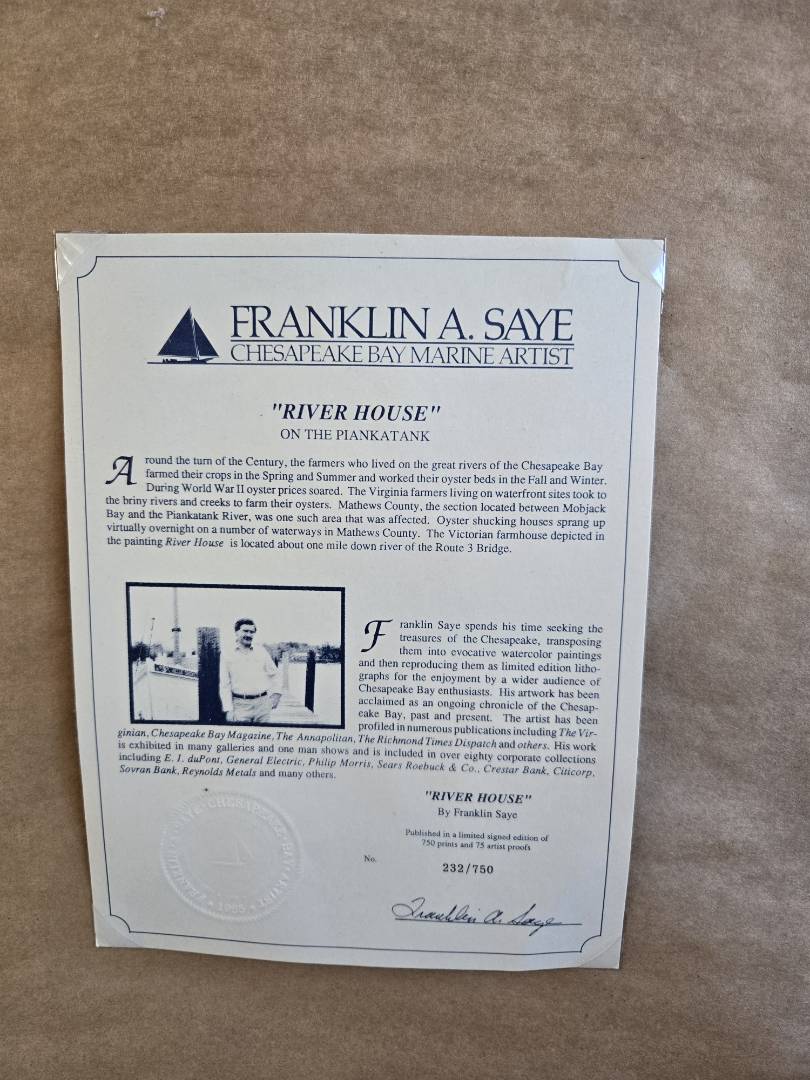 FRANKLIN A. SAYE
CHESAPEAKE BAY MARINE ARTIST
"RIVER HOUSE"
ON THE PIANKATANK
Around the turn of the Century, the farmers who lived on the great rivers of the Chesapeake Bay
farmed their crops in the Spring and Summer and worked their oyster beds in the Fall and Winter.
During World War II oyster prices soared. The Virginia farmers living on waterfront sites took to
the briny rivers and creeks to farm their oysters. Mathews County, the section located between Mobjack
Bay and the Piankatank River, was one such area that was affected. Oyster shucking houses sprang up
virtually overnight on a number of waterways in Mathews County. The Victorian farmhouse depicted in
the painting River House is located about one mile down river of the Route 3 Bridge.
Franklin Saye spends his time seeking the
treasures of the Chesapeake, transposing
them into evocative watercolor paintings
and then reproducing them as limited edition litho-
graphs for the enjoyment by a wider audience of
Chesapeake Bay enthusiasts. His artwork has been
acclaimed as an ongoing chronicle of the Chesap-
eake Bay, past and present. The artist has been
profiled in numerous publications including The Vir-
ginian, Chesapeake Bay Magazine, The Annapolitan, The Richmond Times Dispatch and others. His work
is exhibited in many galleries and one man shows and is included in over eighty corporate collections
including E. I. duPont, General Electric, Philip Morris, Sears Roebuck & Co., Crestar Bank, Citicorp,
Sovran Bank, Reynolds Metals and many others.
"RIVER HOUSE"
By Franklin Saye
Published in a limited signed edition of
750 prints and 75 artist proofs
No. 232/750
Franklin A. Saye
SAYE · CHESAPEAKE BAY
1985